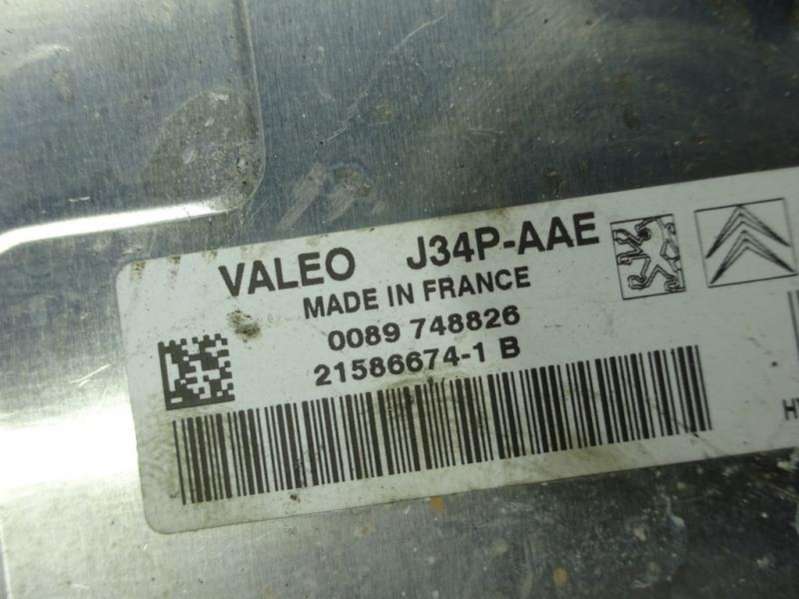 VALEO J34P-AAE
MADE IN FRANCE
0089 748826
21586674-1 B